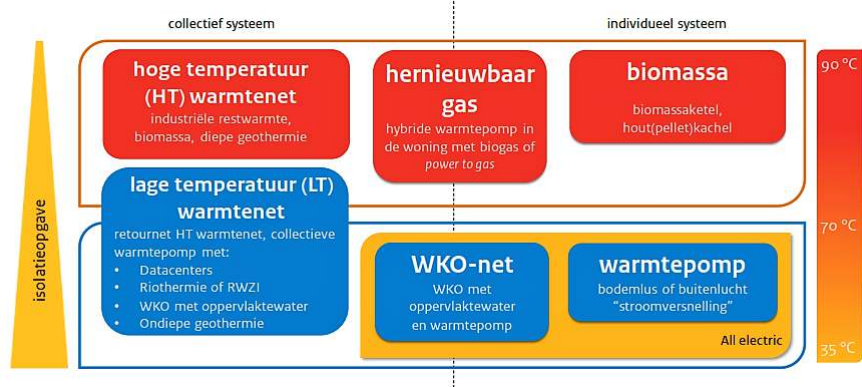 collectief systeem
individueel systeem
isolatieopgave
hoge temperatuur
(HT) warmtenet
industriële restwarmte,
biomassa, diepe geothermie
hernieuwbaar
gas
hybride warmtepomp in
de woning met biogas of
power to gas
biomassa
biomassaketel,
hout(pellet)kachel
lage temperatuur (LT)
warmtenet
retournet HT warmtenet, collectieve
warmtepomp met:
• Datacenters
• Riothermie of RWZI
• WKO met oppervlaktewater
• Ondiepe geothermie
WKO-net
WKO met
oppervlaktewater
en warmtepomp
warmtepomp
bodemlus of buitenlucht
"stroomversnelling"
All electric
90 °C
70 °C
35 °C